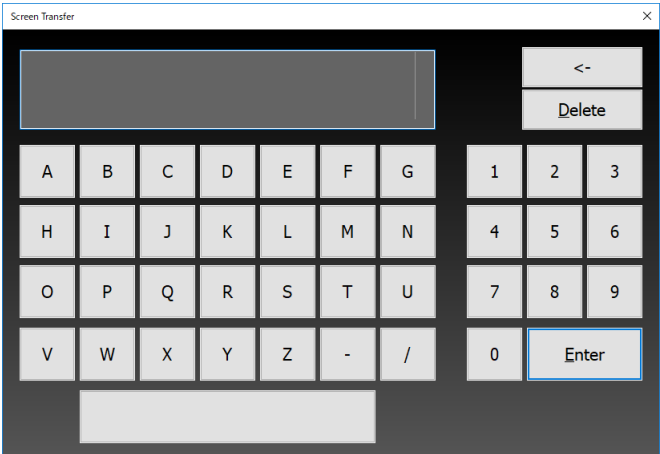 Screen Transfer
<-
Delete
A B C D E F G 1 2 3
H I J K L M N 4 5 6
O P Q R S T U 7 8 9
V W X Y Z - / 0 Enter